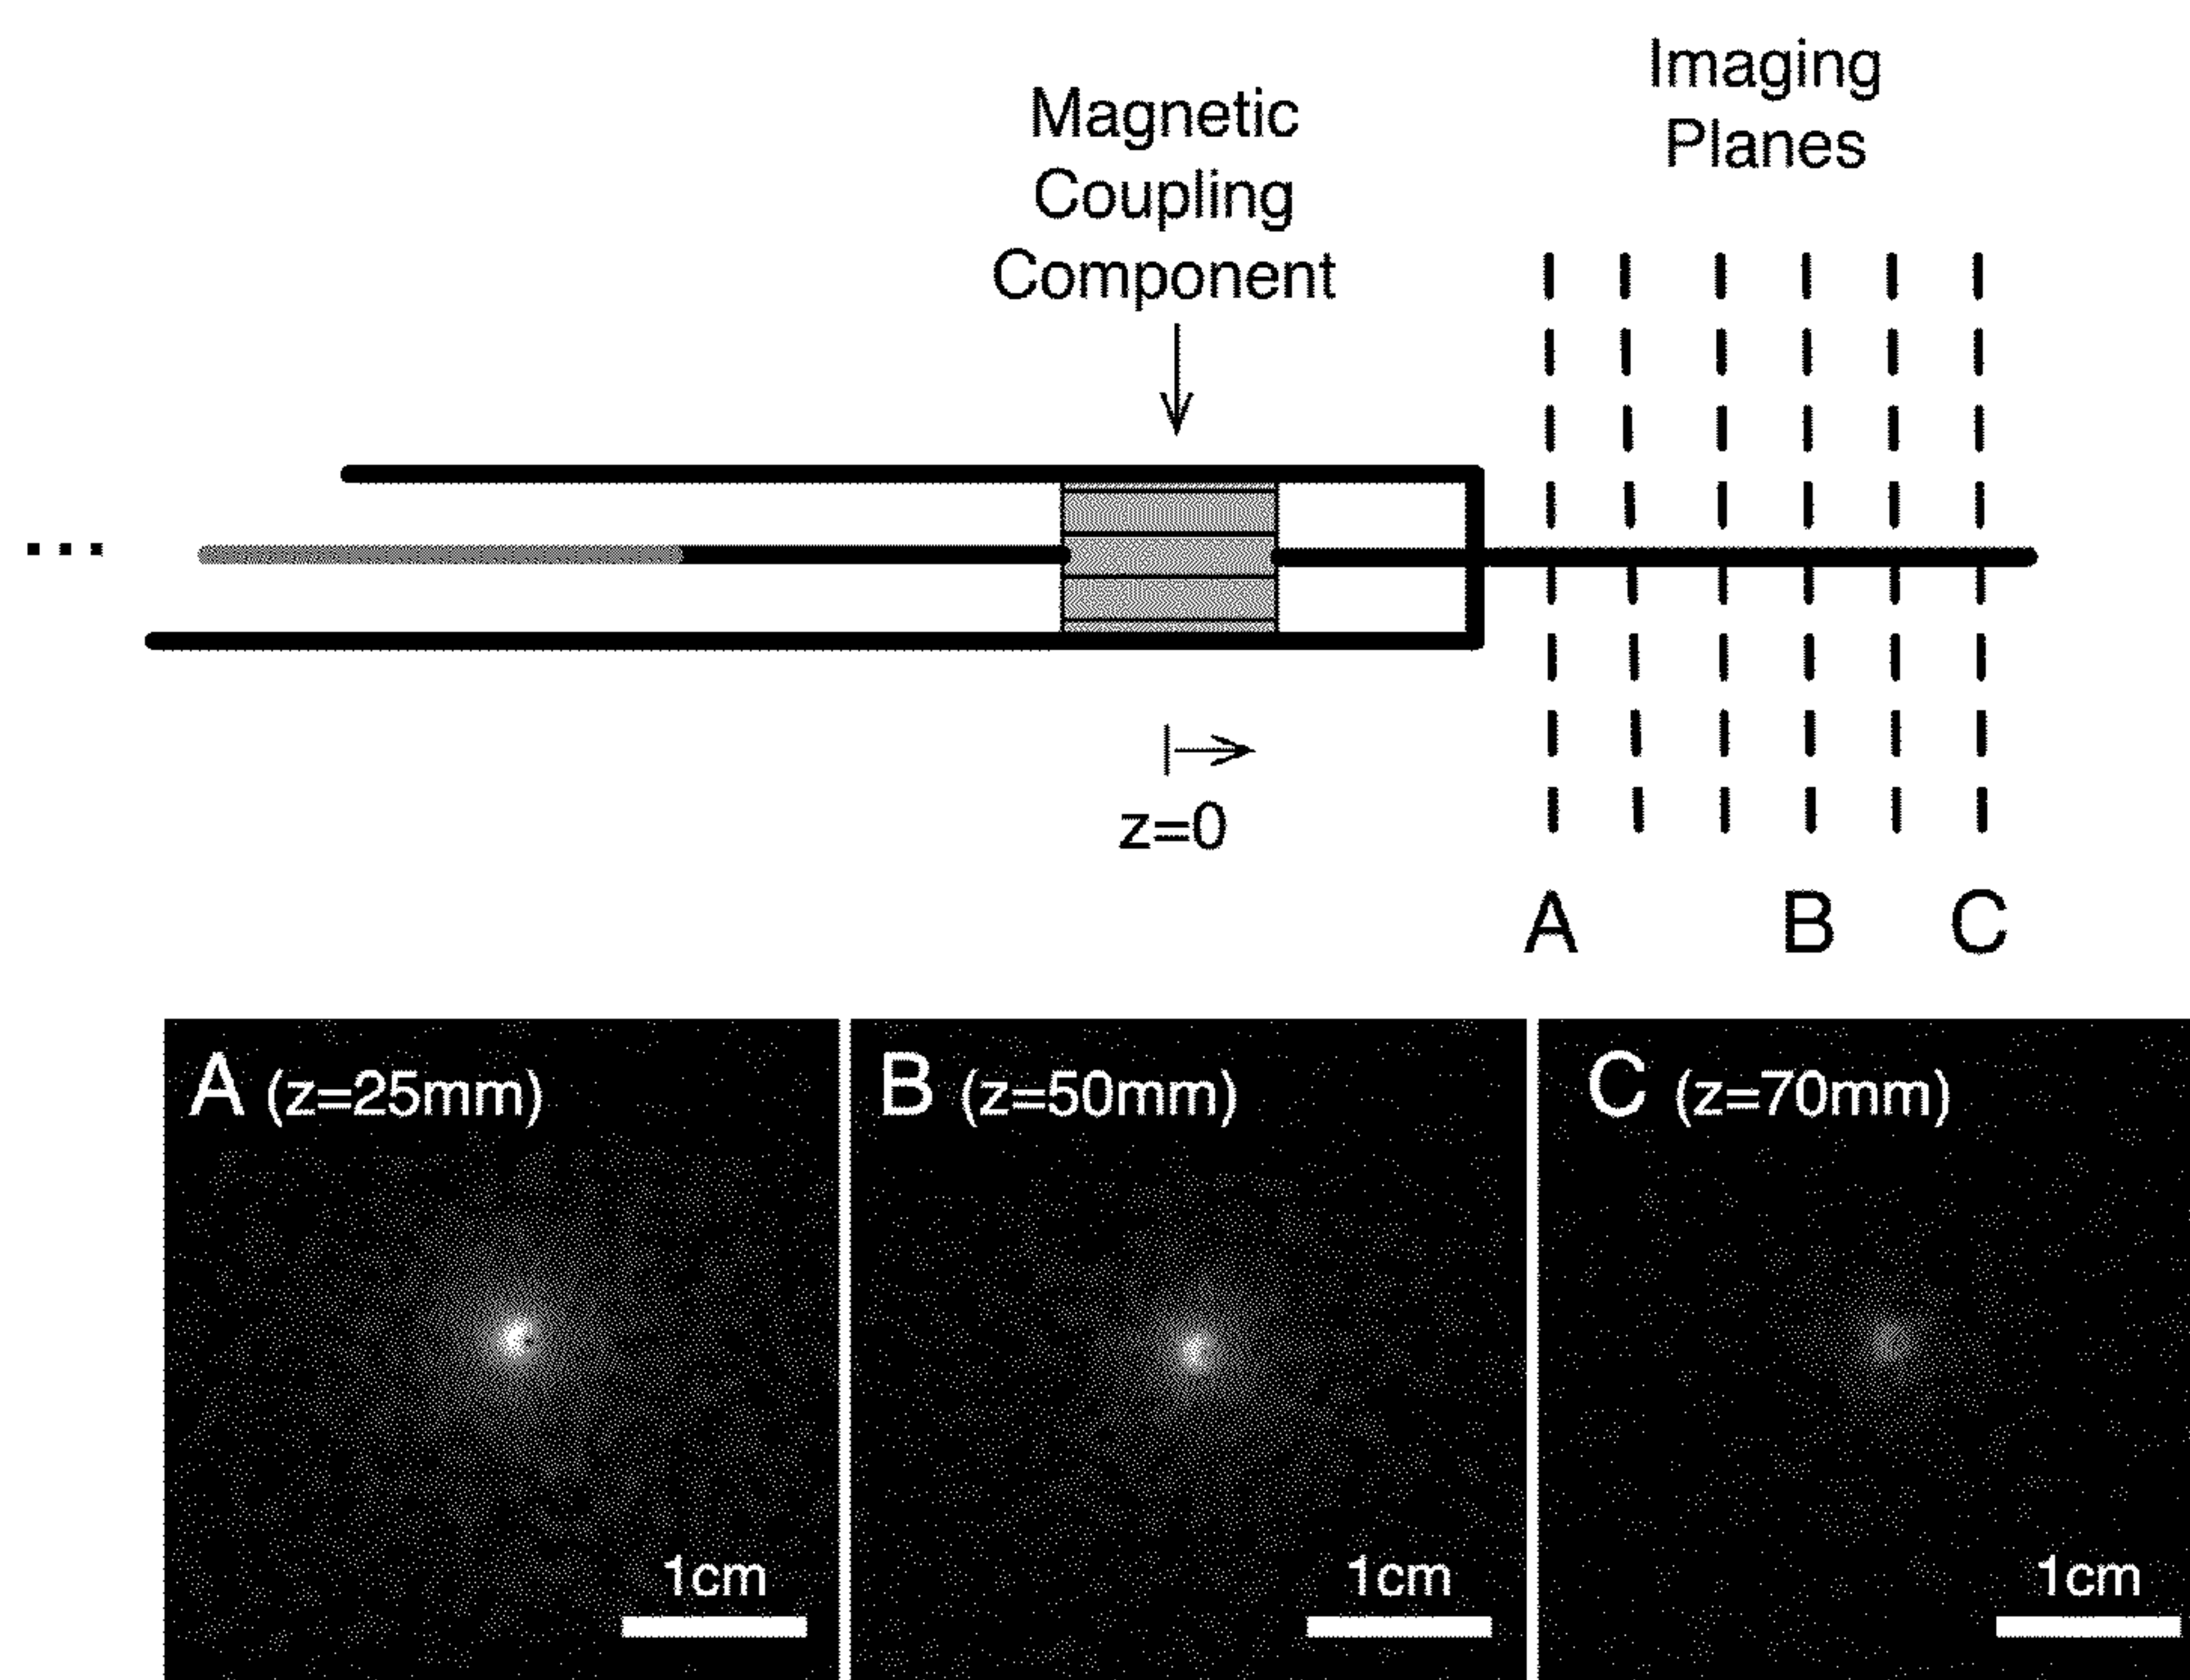 Imaging
Planes
Magnetic
Coupling
Component
...
z=0
A B C
A (z=25mm)
1cm
B (z=50mm)
1cm
C (z=70mm)
1cm